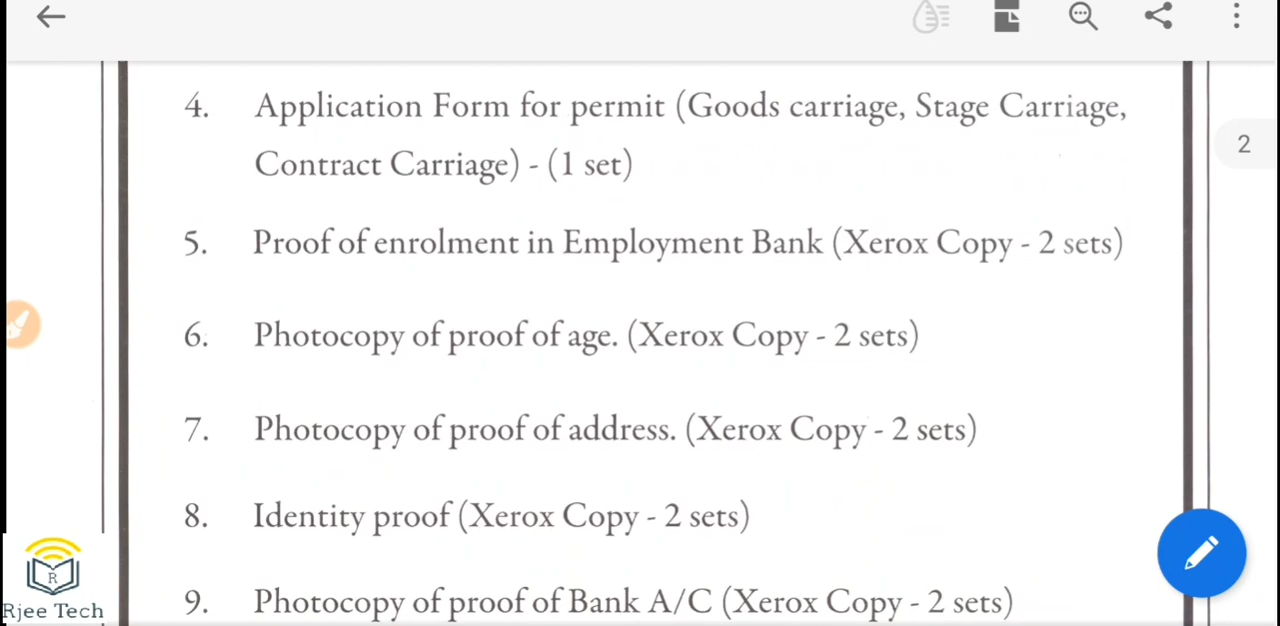 4. Application Form for permit (Goods carriage, Stage Carriage,
Contract Carriage) - (1 set)
2
5. Proof of enrolment in Employment Bank (Xerox Copy - 2 sets)
6. Photocopy of proof of age. (Xerox Copy - 2 sets)
7. Photocopy of proof of address. (Xerox Copy - 2 sets)
8. Identity proof (Xerox Copy - 2 sets)
9. Photocopy of proof of Bank A/C (Xerox Copy - 2 sets)
R
Rjee Tech